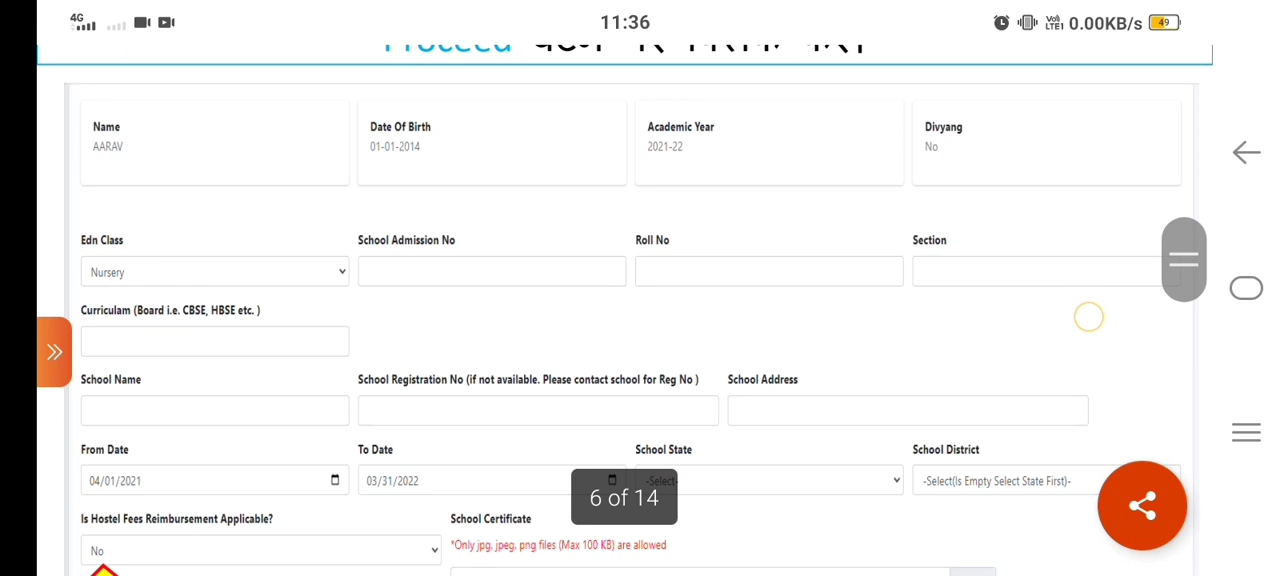 4G 11:36 Vo) LTE1 0.00KB/s 49
Proceed
Name Date Of Birth Academic Year Divyang
AARAV 01-01-2014 2021-22 No
Edn Class School Admission No Roll No Section
Nursery
Curriculam (Board i.e. CBSE, HBSE etc. )
School Name School Registration No (if not available. Please contact school for Reg No ) School Address
From Date To Date School State School District
04/01/2021 03/31/2022 -Select- -Select(Is Empty Select State First)-
6 of 14
Is Hostel Fees Reimbursement Applicable? School Certificate
No *Only jpg, jpeg, png files (Max 100 KB) are allowed